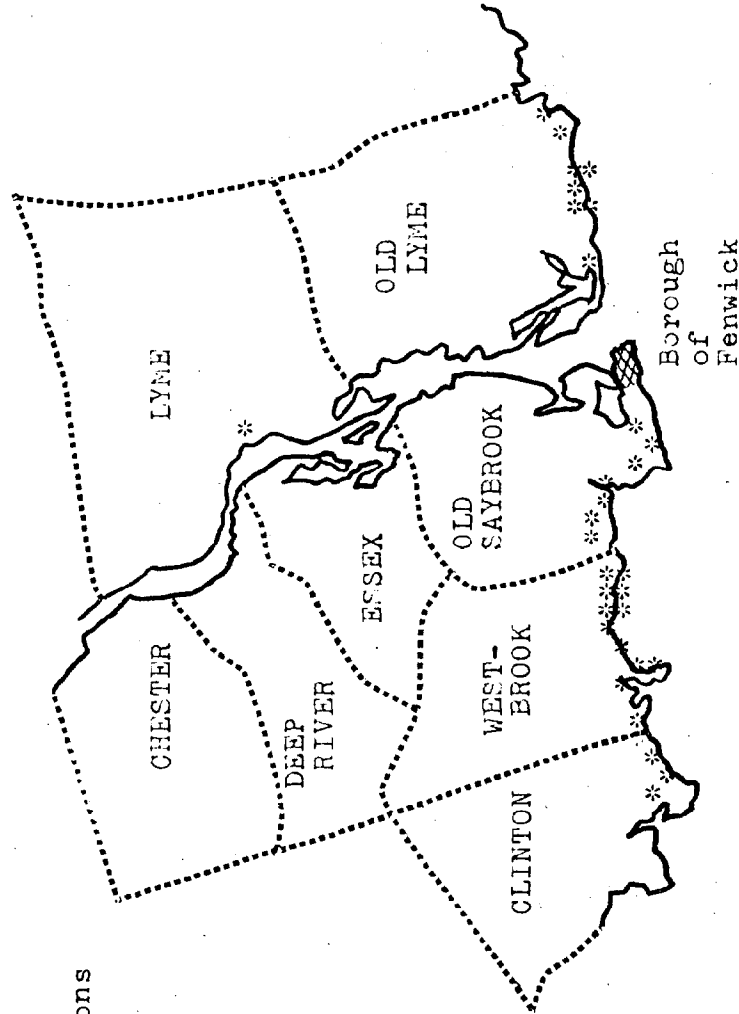 ons
CHESTER
LYME
DEEP
RIVER
ESSEX
OLD
LYME
CLINTON
WEST-
BROOK
OLD
SAYBROOK
Borough
of
Fenwick